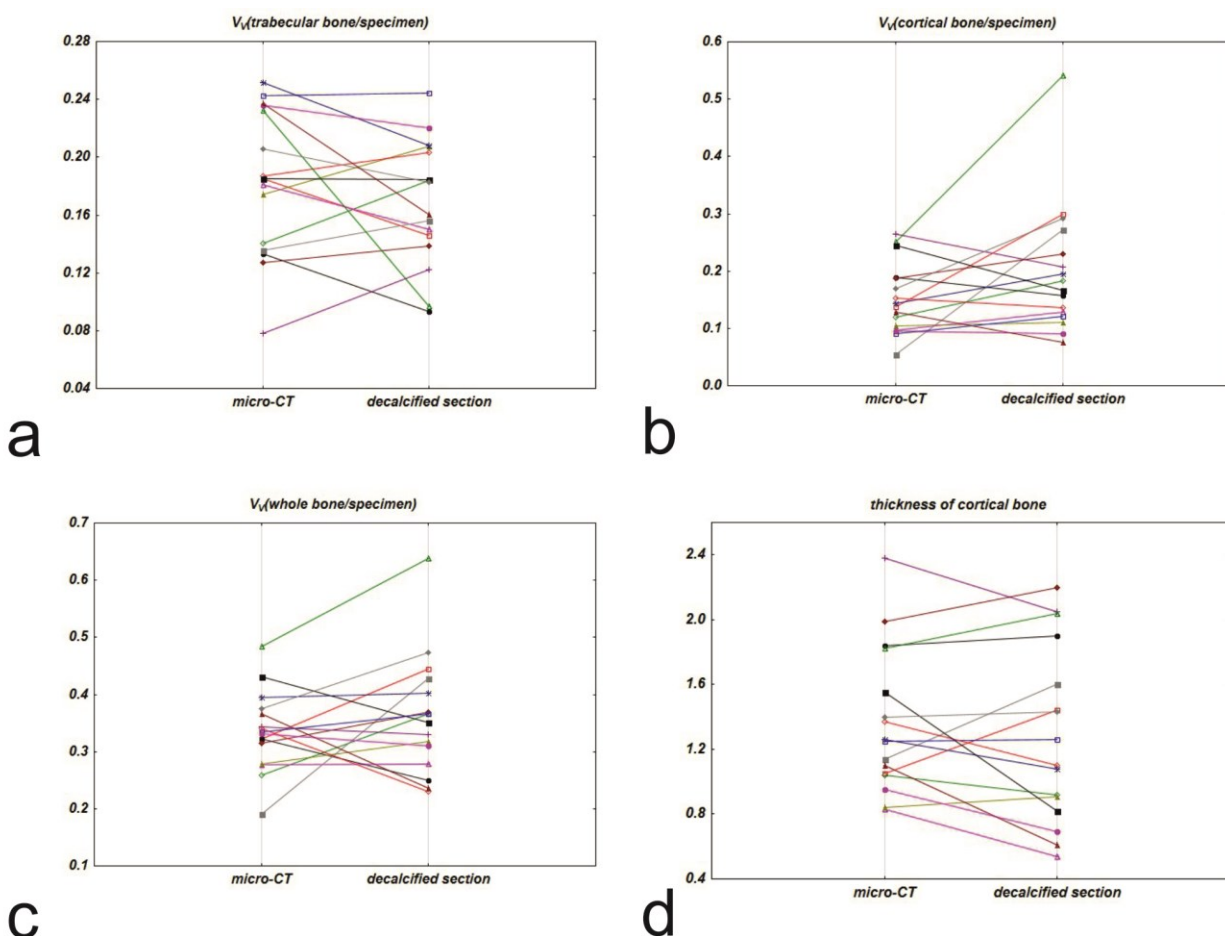 V_V(trabecular bone/specimen)
0.28
0.24
0.20
0.16
0.12
0.08
0.04
micro-CT decalcified section
a
V_V(cortical bone/specimen)
0.6
0.5
0.4
0.3
0.2
0.1
0.0
micro-CT decalcified section
b
V_V(whole bone/specimen)
0.7
0.6
0.5
0.4
0.3
0.2
0.1
micro-CT decalcified section
c
thickness of cortical bone
2.4
2.0
1.6
1.2
0.8
0.4
micro-CT decalcified section
d